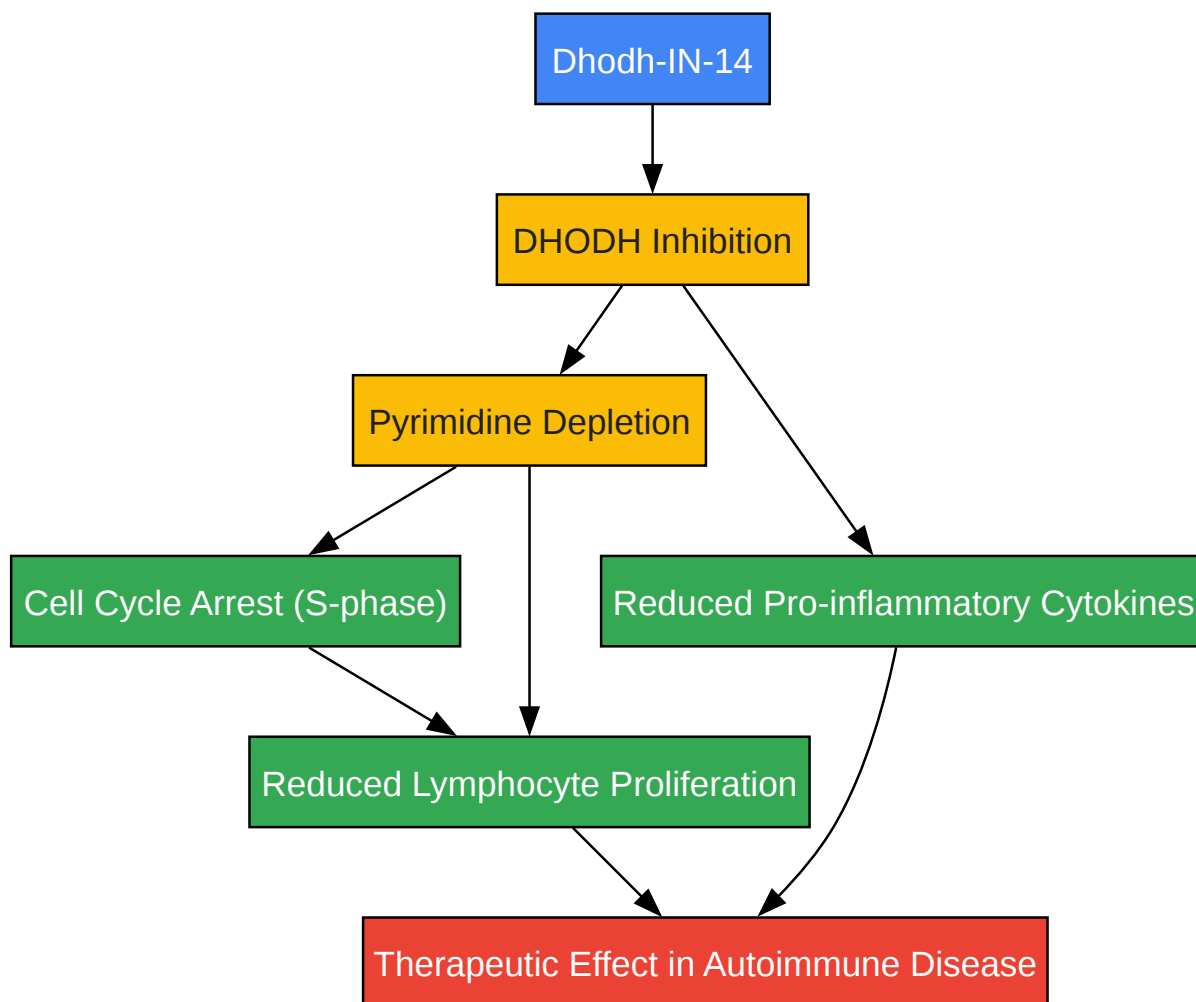 Dhodh-IN-14
DHODH Inhibition
Pyrimidine Depletion
Cell Cycle Arrest (S-phase)
Reduced Pro-inflammatory Cytokines
Reduced Lymphocyte Proliferation
Therapeutic Effect in Autoimmune Disease